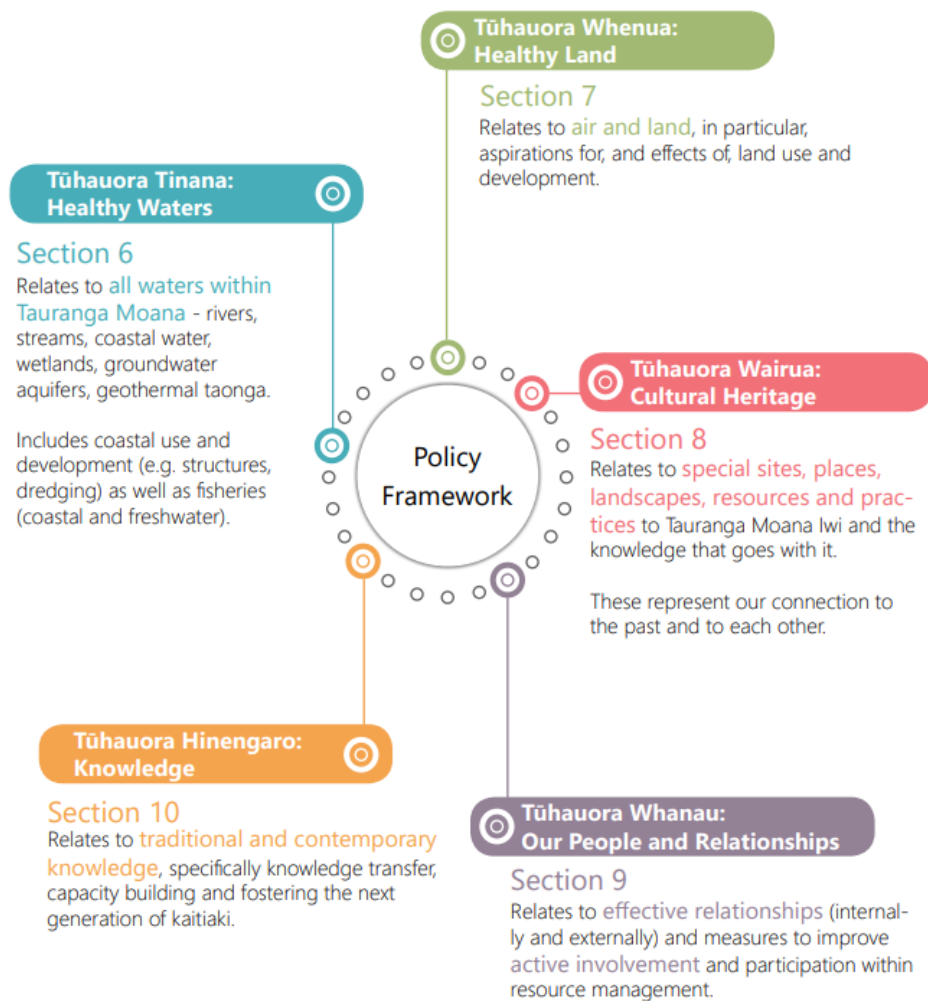 Tūhauora Whenua:
Healthy Land
Section 7
Relates to air and land, in particular,
aspirations for, and effects of, land use and
development.
Tūhauora Tinana:
Healthy Waters
Section 6
Relates to all waters within
Tauranga Moana - rivers,
streams, coastal water,
wetlands, groundwater
aquifers, geothermal taonga.
Includes coastal use and
development (e.g. structures,
dredging) as well as fisheries
(coastal and freshwater).
Policy
Framework
Tūhauora Wairua:
Cultural Heritage
Section 8
Relates to special sites, places,
landscapes, resources and prac-
tices to Tauranga Moana Iwi and the
knowledge that goes with it.
These represent our connection to
the past and to each other.
Tūhauora Hinengaro:
Knowledge
Section 10
Relates to traditional and contemporary
knowledge, specifically knowledge transfer,
capacity building and fostering the next
generation of kaitiaki.
Tūhauora Whanau:
Our People and Relationships
Section 9
Relates to effective relationships (internal-
ly and externally) and measures to improve
active involvement and participation within
resource management.